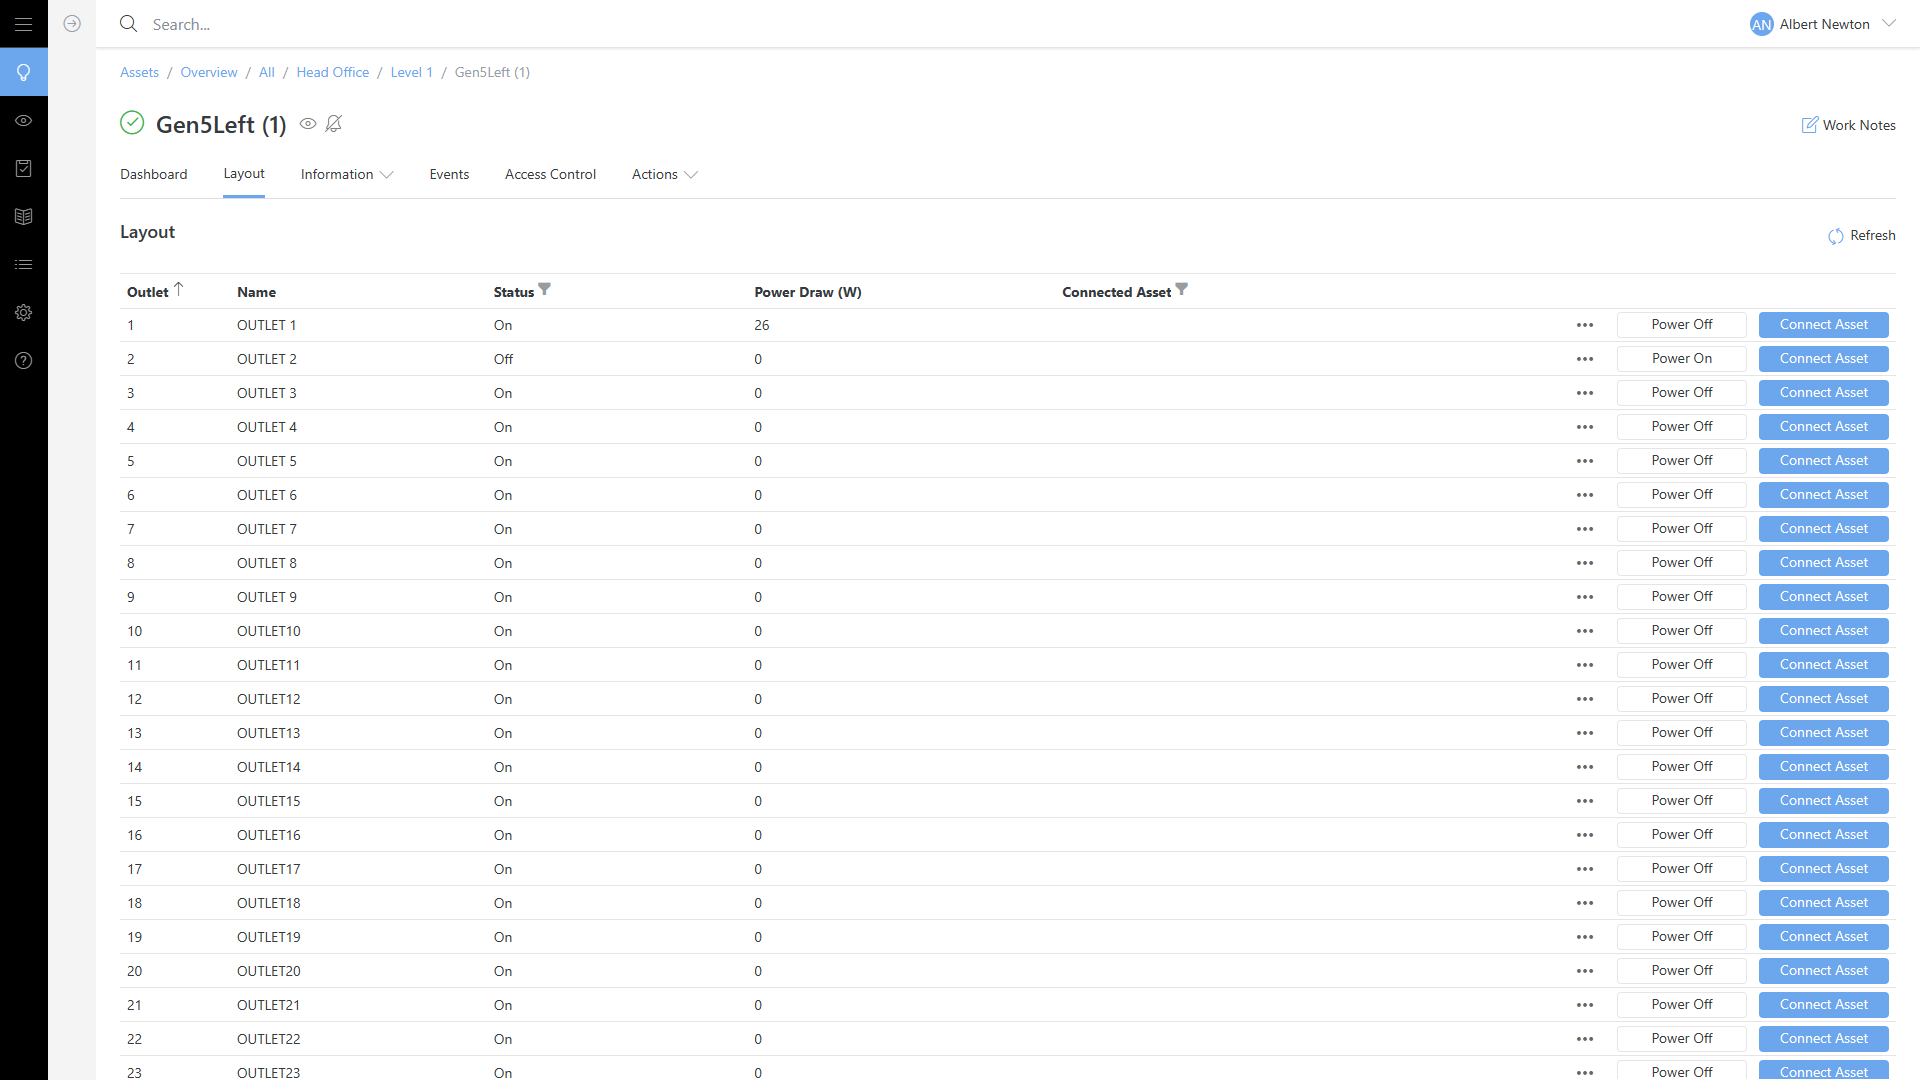 Search...
AN Albert Newton
Assets / Overview / All / Head Office / Level 1 / Gen5Left (1)
Gen5Left (1)
Work Notes
Dashboard Layout Information Events Access Control Actions
Layout
Refresh
Outlet Name Status Power Draw (W) Connected Asset
1 OUTLET 1 On 26 ••• Power Off Connect Asset
2 OUTLET 2 Off 0 ••• Power On Connect Asset
3 OUTLET 3 On 0 ••• Power Off Connect Asset
4 OUTLET 4 On 0 ••• Power Off Connect Asset
5 OUTLET 5 On 0 ••• Power Off Connect Asset
6 OUTLET 6 On 0 ••• Power Off Connect Asset
7 OUTLET 7 On 0 ••• Power Off Connect Asset
8 OUTLET 8 On 0 ••• Power Off Connect Asset
9 OUTLET 9 On 0 ••• Power Off Connect Asset
10 OUTLET10 On 0 ••• Power Off Connect Asset
11 OUTLET11 On 0 ••• Power Off Connect Asset
12 OUTLET12 On 0 ••• Power Off Connect Asset
13 OUTLET13 On 0 ••• Power Off Connect Asset
14 OUTLET14 On 0 ••• Power Off Connect Asset
15 OUTLET15 On 0 ••• Power Off Connect Asset
16 OUTLET16 On 0 ••• Power Off Connect Asset
17 OUTLET17 On 0 ••• Power Off Connect Asset
18 OUTLET18 On 0 ••• Power Off Connect Asset
19 OUTLET19 On 0 ••• Power Off Connect Asset
20 OUTLET20 On 0 ••• Power Off Connect Asset
21 OUTLET21 On 0 ••• Power Off Connect Asset
22 OUTLET22 On 0 ••• Power Off Connect Asset
23 OUTLET23 On 0 ••• Power Off Connect Asset